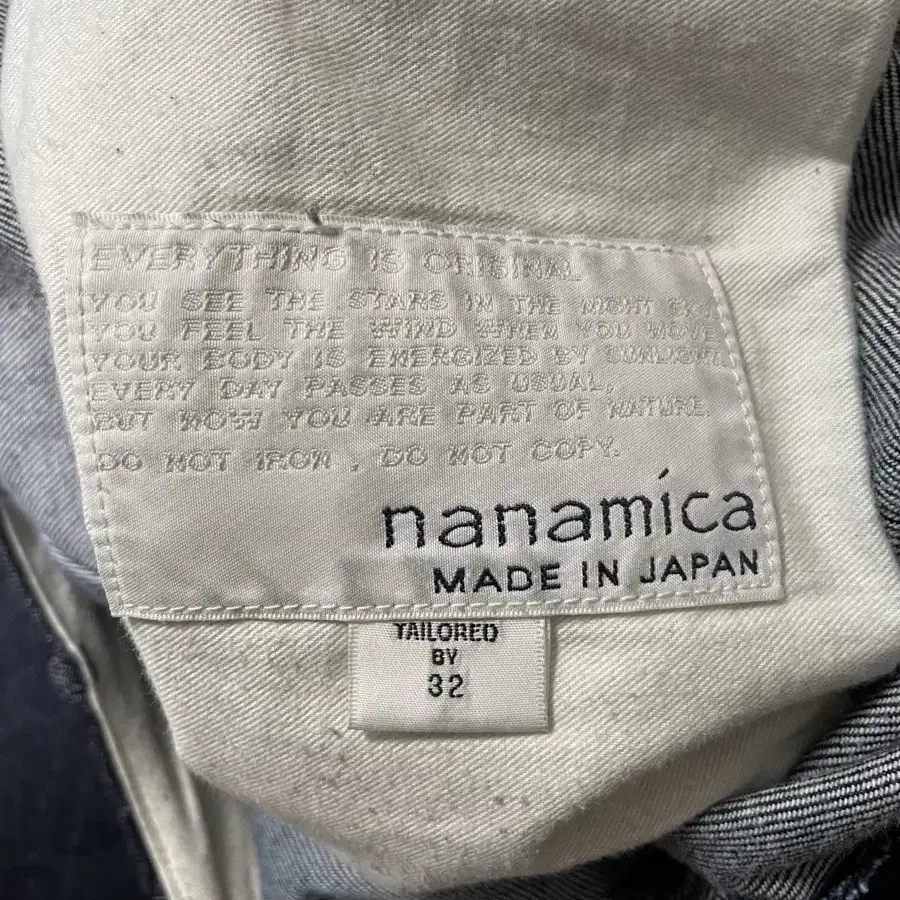 EVERYTHING IS ORIGINAL
YOU SEE THE STARS IN THE NIGHT SKY,
YOU FEEL THE WIND WHEN YOU MOVE,
YOUR BODY IS ENERGIZED BY SUNLIGHT,
EVERY DAY PASSES AS USUAL,
BUT NOW YOU ARE PART OF NATURE.
DO NOT IRON, DO NOT COPY.
nanamíca
MADE IN JAPAN
TAILORED
BY
32